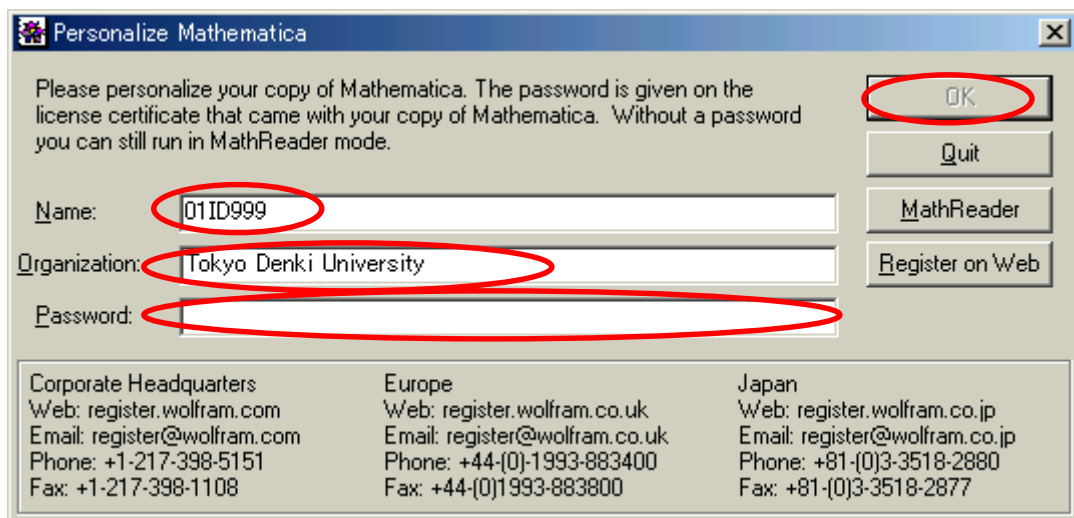 Personalize Mathematica
Please personalize your copy of Mathematica. The password is given on the
license certificate that came with your copy of Mathematica. Without a password
you can still run in MathReader mode.
OK
Quit
Name: 01ID999
MathReader
Organization: Tokyo Denki University
Register on Web
Password:
Corporate Headquarters
Web: register.wolfram.com
Email: register@wolfram.com
Phone: +1-217-398-5151
Fax: +1-217-398-1108
Europe
Web: register.wolfram.co.uk
Email: register@wolfram.co.uk
Phone: +44-(0)-1993-883400
Fax: +44-(0)1993-883800
Japan
Web: register.wolfram.co.jp
Email: register@wolfram.co.jp
Phone: +81-(0)3-3518-2880
Fax: +81-(0)3-3518-2877